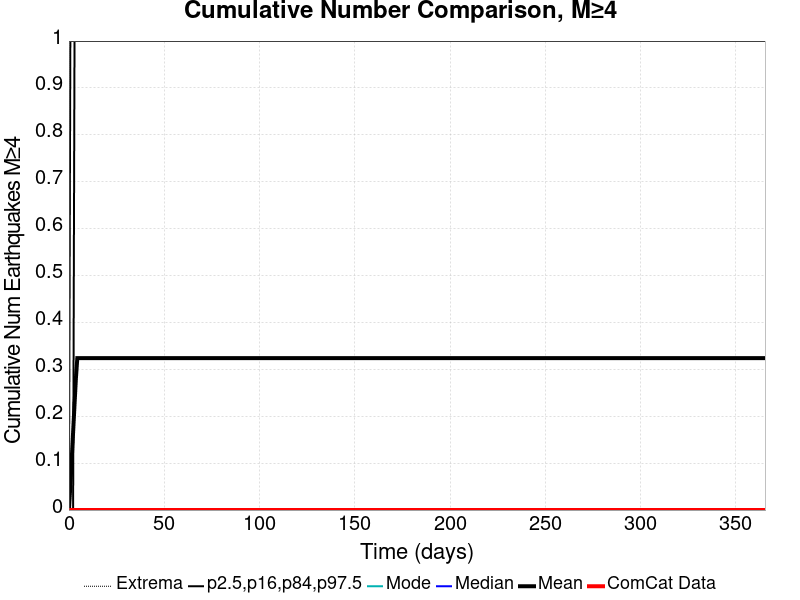 Cumulative Number Comparison, M≥4
Cumulative Num Earthquakes M≥4
1
0.9
0.8
0.7
0.6
0.5
0.4
0.3
0.2
0.1
0
0 50 100 150 200 250 300 350
Time (days)
Extrema p2.5,p16,p84,p97.5 Mode Median Mean ComCat Data